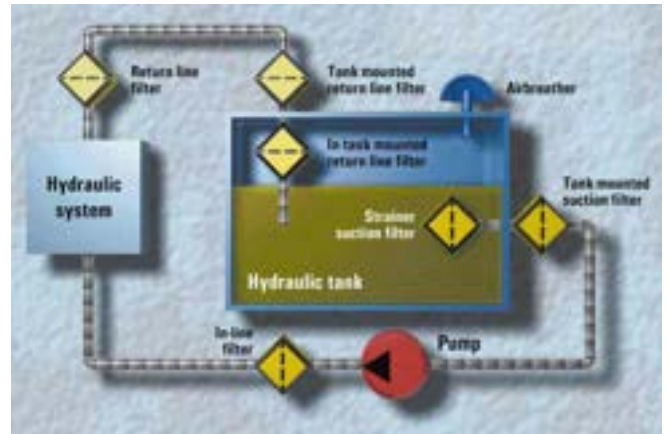 Return line
filter
Tank mounted
return line filter
Airbreather
In tank mounted
return line filter
Hydraulic
system
Tank mounted
suction filter
Strainer
suction filter
Hydraulic tank
In-line
filter
Pump